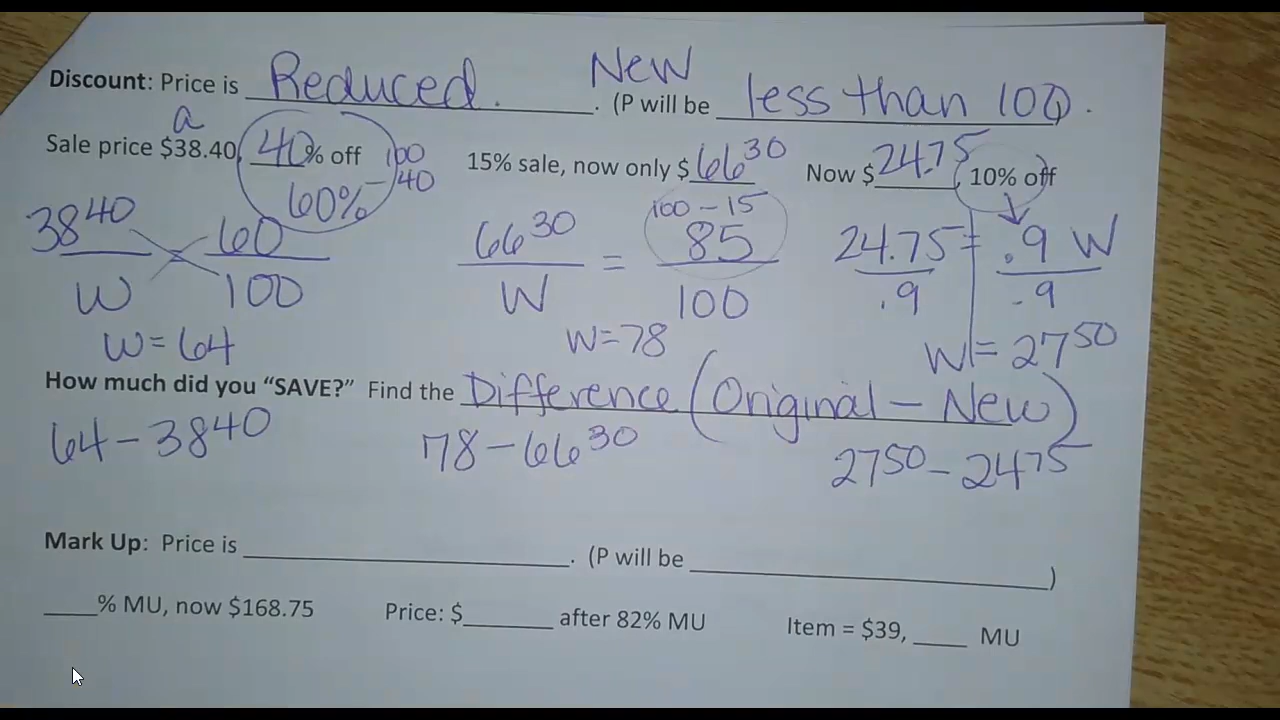 Discount: Price is Reduced. . (P will be New less than 100).
a
Sale price $38.40, 40% off 100
60% -40
15% sale, now only $66 30
Now $24.75, 10% off
38 40 60
W 100
W = 64
100 - 15
66 30 = 85
W 100
W = 78
24.75 = .9 W
.9 .9
W = 27 50
How much did you “SAVE?” Find the Difference (Original - New)
64 - 38 40 78 - 66 30 27 50 - 24 75
Mark Up: Price is ____. (P will be ____)
____% MU, now $168.75 Price: $____ after 82% MU Item = $39, ____ MU